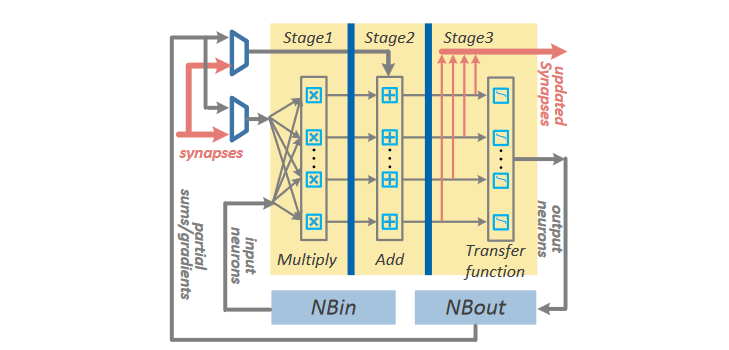 Stage1
Stage2
Stage3
updated
Synapses
synapses
partial
sums/gradients
input
neurons
output
neurons
Multiply
Add
Transfer
function
NBin
NBout